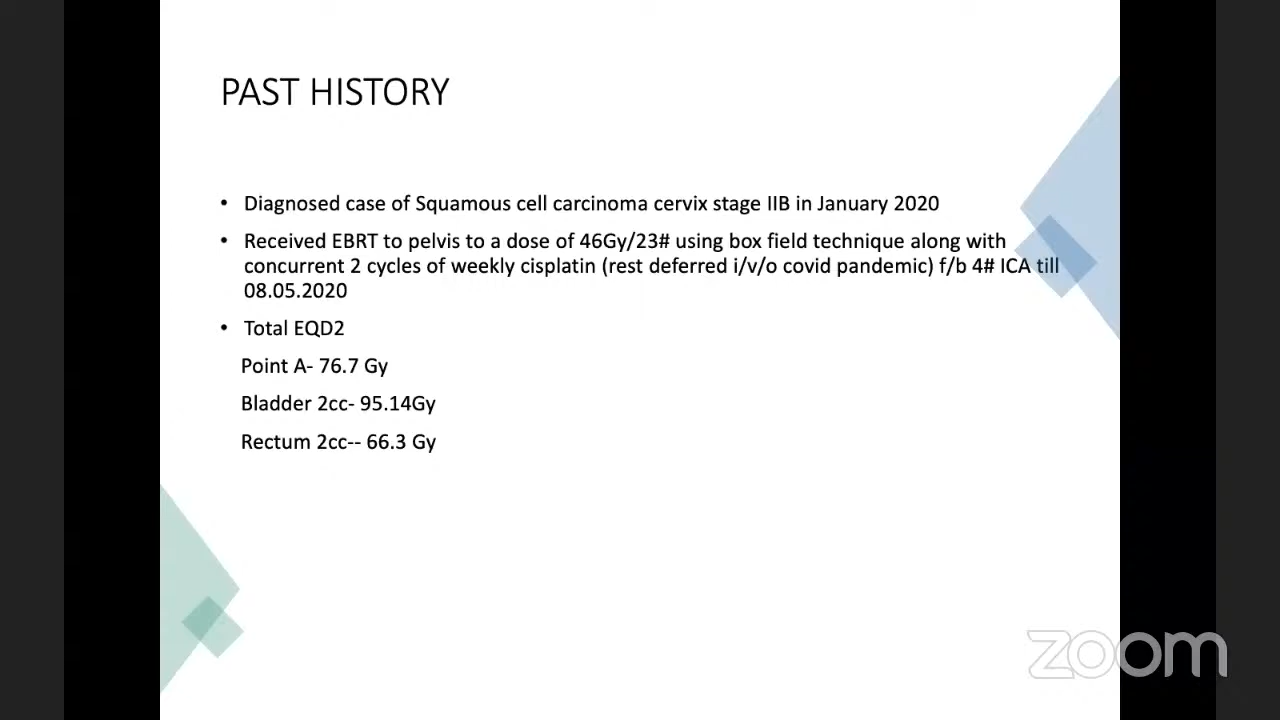 PAST HISTORY
• Diagnosed case of Squamous cell carcinoma cervix stage IIB in January 2020
• Received EBRT to pelvis to a dose of 46Gy/23# using box field technique along with
concurrent 2 cycles of weekly cisplatin (rest deferred i/v/o covid pandemic) f/b 4# ICA till
08.05.2020
• Total EQD2
Point A- 76.7 Gy
Bladder 2cc- 95.14Gy
Rectum 2cc-- 66.3 Gy
zoom